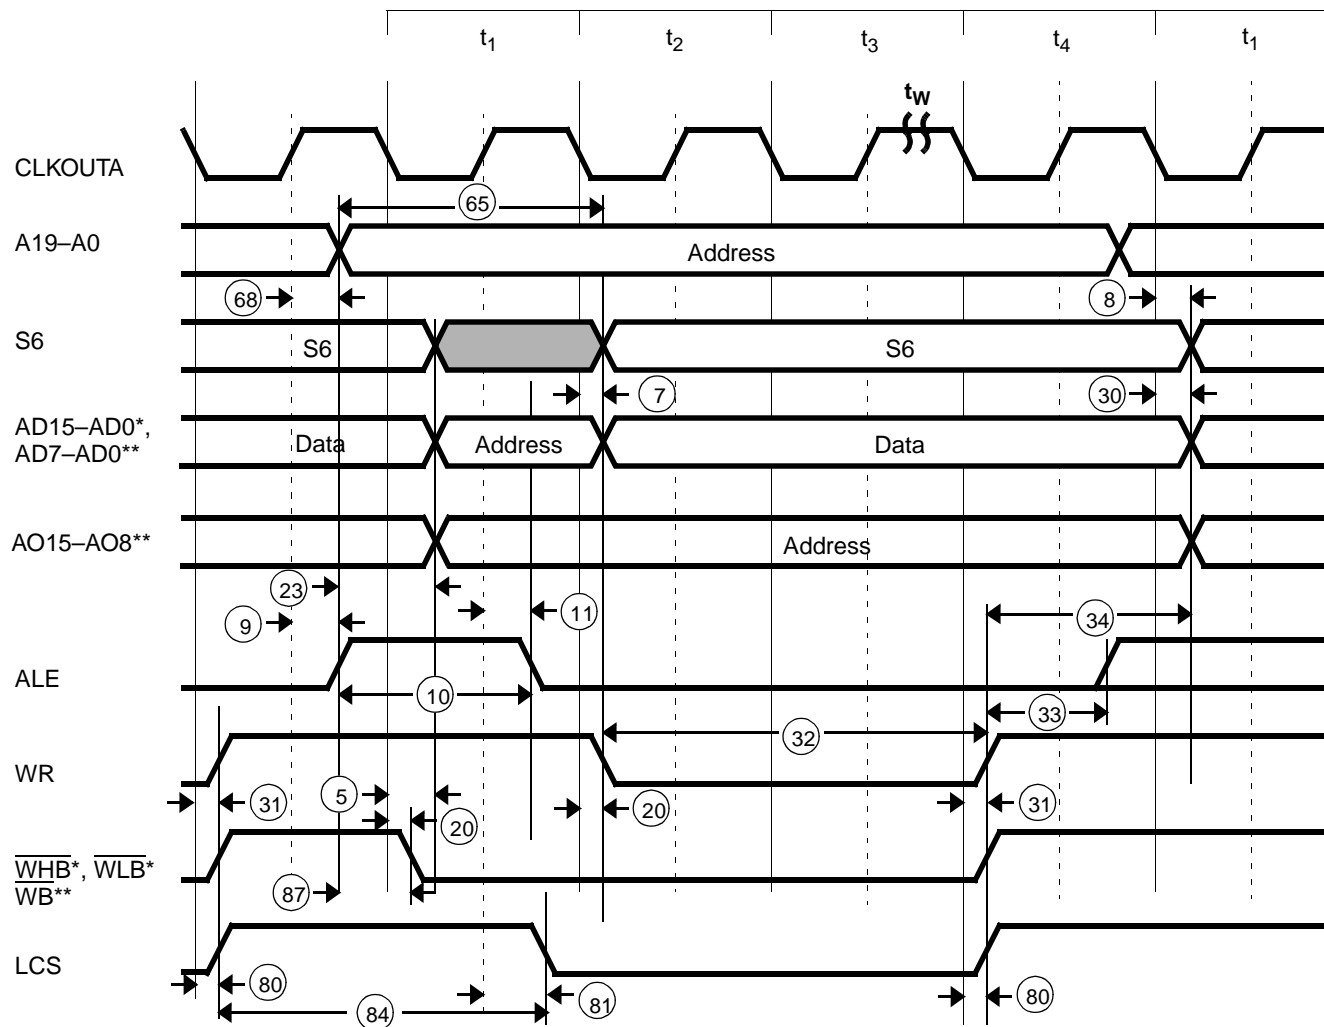 t1 t2 t3 t4 t1
tW
CLKOUTA
65
A19–A0 Address
68 8
S6 S6 S6
7 30
AD15–AD0*,
AD7–AD0** Data Address Data
AO15–AO8** Address
23
9 11 34
ALE
10 33
32
WR
31 5 20 20 31
WHB*, WLB*
WB**
87
LCS
80 84 81 80